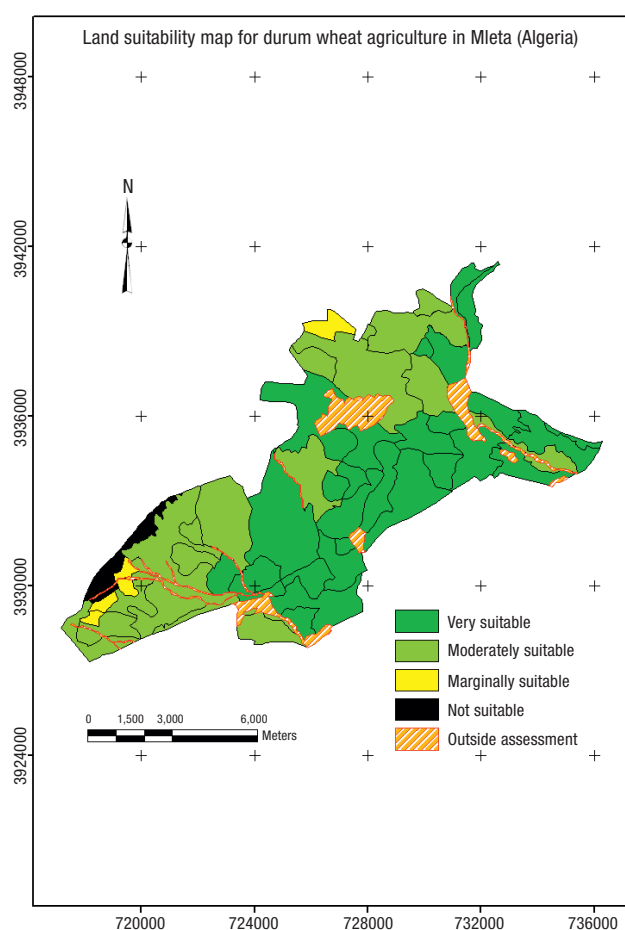 Land suitability map for durum wheat agriculture in Mleta (Algeria)
3948000
N
3942000
3936000
3930000
Very suitable
Moderately suitable
Marginally suitable
Not suitable
Outside assessment
0 1,500 3,000 6,000
Meters
3924000
720000 724000 728000 732000 736000